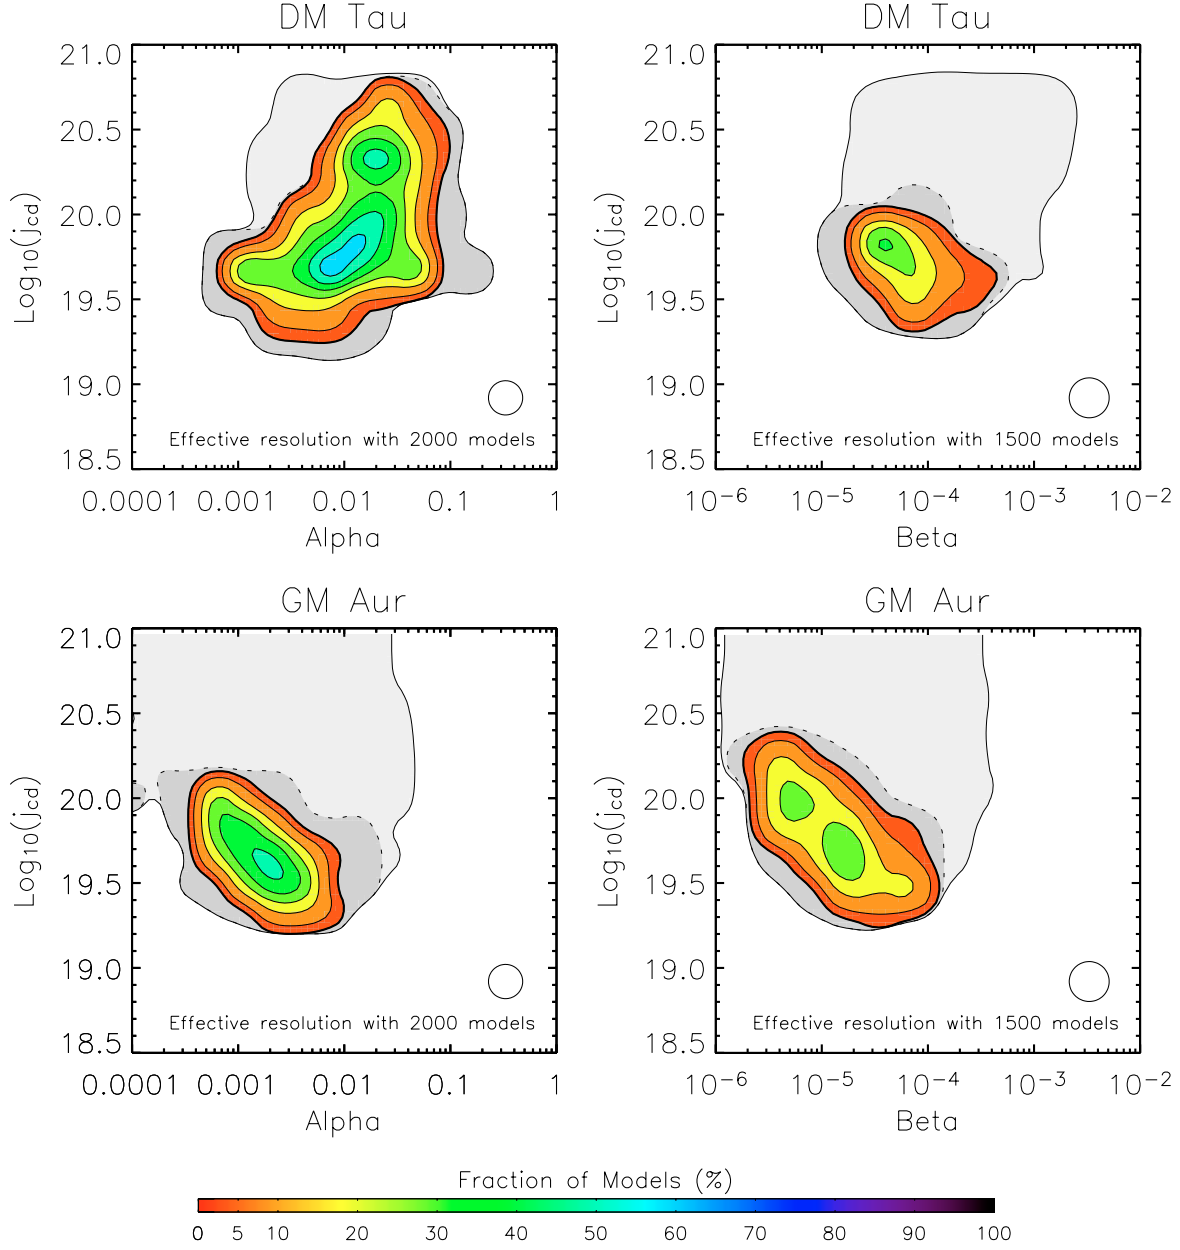 DM Tau
DM Tau
21.0
20.5
20.0
19.5
19.0
18.5
Log10(jcd)
Effective resolution with 2000 models
0.0001 0.001 0.01 0.1 1
Alpha
21.0
20.5
20.0
19.5
19.0
18.5
Log10(jcd)
Effective resolution with 1500 models
10-6 10-5 10-4 10-3 10-2
Beta
GM Aur
GM Aur
21.0
20.5
20.0
19.5
19.0
18.5
Log10(jcd)
Effective resolution with 2000 models
0.0001 0.001 0.01 0.1 1
Alpha
21.0
20.5
20.0
19.5
19.0
18.5
Log10(jcd)
Effective resolution with 1500 models
10-6 10-5 10-4 10-3 10-2
Beta
Fraction of Models (%)
0 5 10 20 30 40 50 60 70 80 90 100